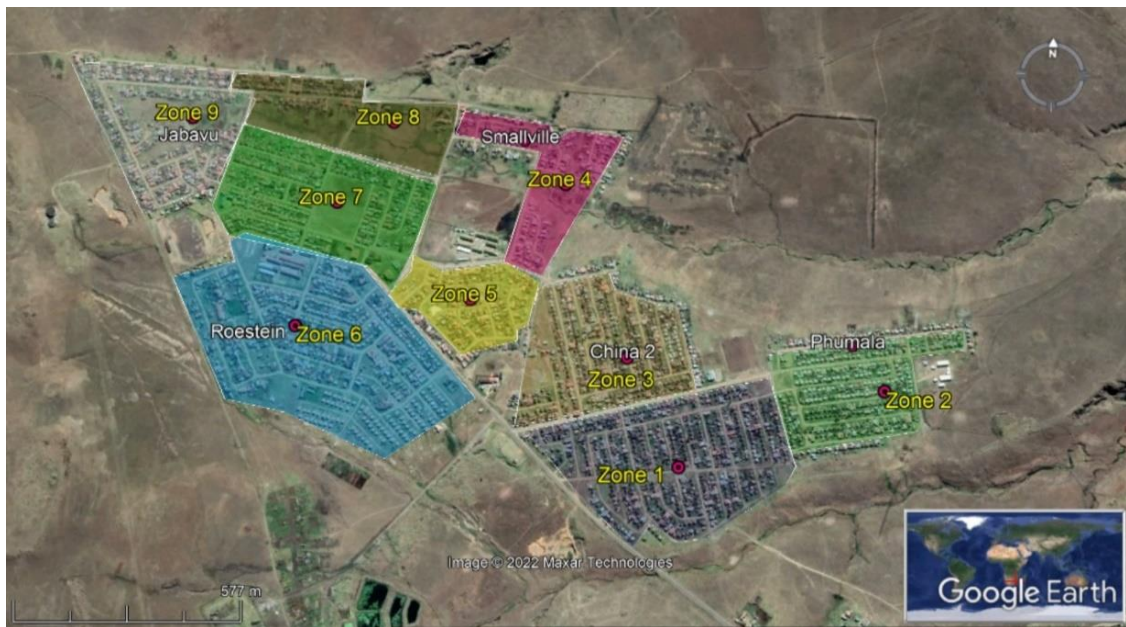 N
Zone 9
Jabavu
Zone 8
Smallville
Zone 4
Zone 7
Zone 5
Roestein
Zone 6
China 2
Zone 3
Phumala
Zone 2
Zone 1
Image © 2022 Maxar Technologies
577 m
Google Earth